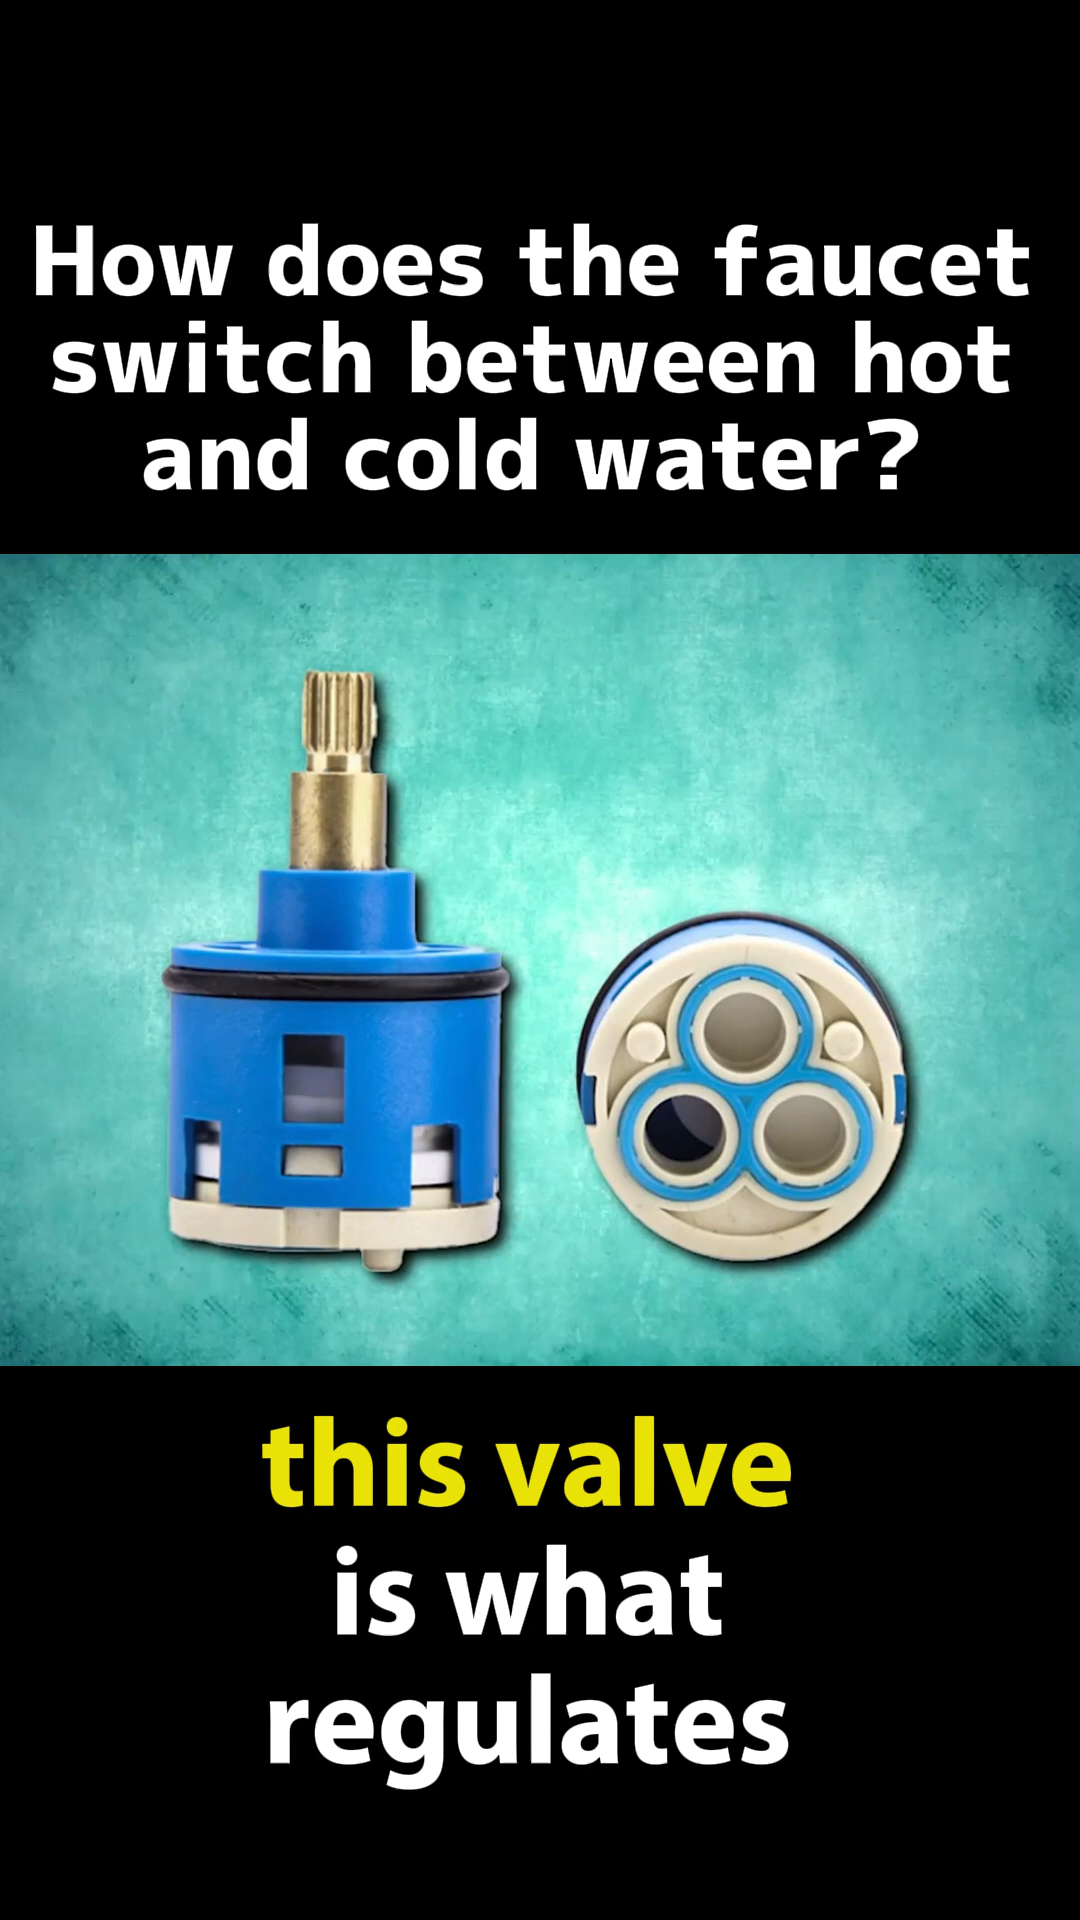 How does the faucet
switch between hot
and cold water?
this valve
is what
regulates